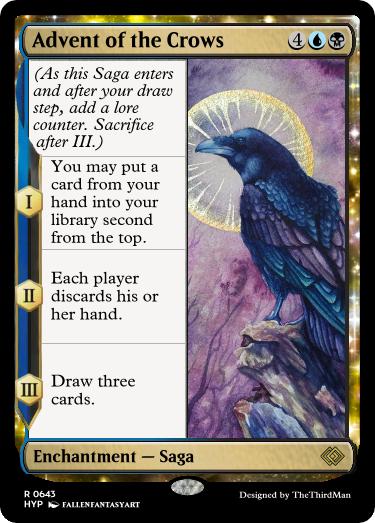 Advent of the Crows 4
(As this Saga enters
and after your draw
step, add a lore
counter. Sacrifice
after III.)
I
You may put a
card from your
hand into your
library second
from the top.
II
Each player
discards his or
her hand.
III
Draw three
cards.
Enchantment — Saga
R 0643
HYP FALLENFANTASYART
Designed by TheThirdMan